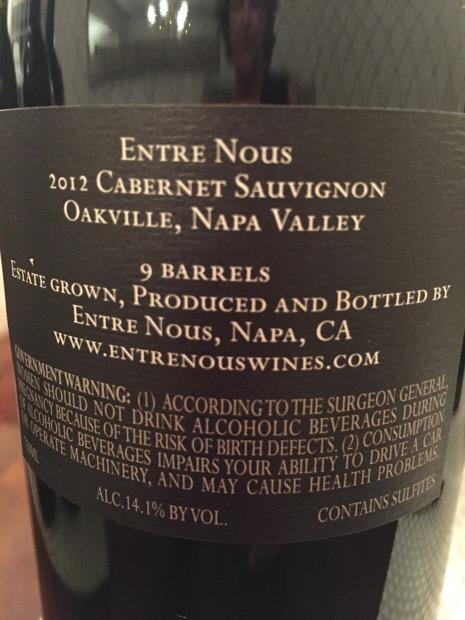 ENTRE NOUS
2012 CABERNET SAUVIGNON
OAKVILLE, NAPA VALLEY
9 BARRELS
ESTATE GROWN, PRODUCED AND BOTTLED BY
ENTRE NOUS, NAPA, CA
WWW.ENTRENOUSWINES.COM
GOVERNMENT WARNING: (1) ACCORDING TO THE SURGEON GENERAL,
WOMEN SHOULD NOT DRINK ALCOHOLIC BEVERAGES DURING
PREGNANCY BECAUSE OF THE RISK OF BIRTH DEFECTS. (2) CONSUMPTION
OF ALCOHOLIC BEVERAGES IMPAIRS YOUR ABILITY TO DRIVE A CAR
OR OPERATE MACHINERY, AND MAY CAUSE HEALTH PROBLEMS.
750ML
ALC.14.1% BY VOL.
CONTAINS SULFITES